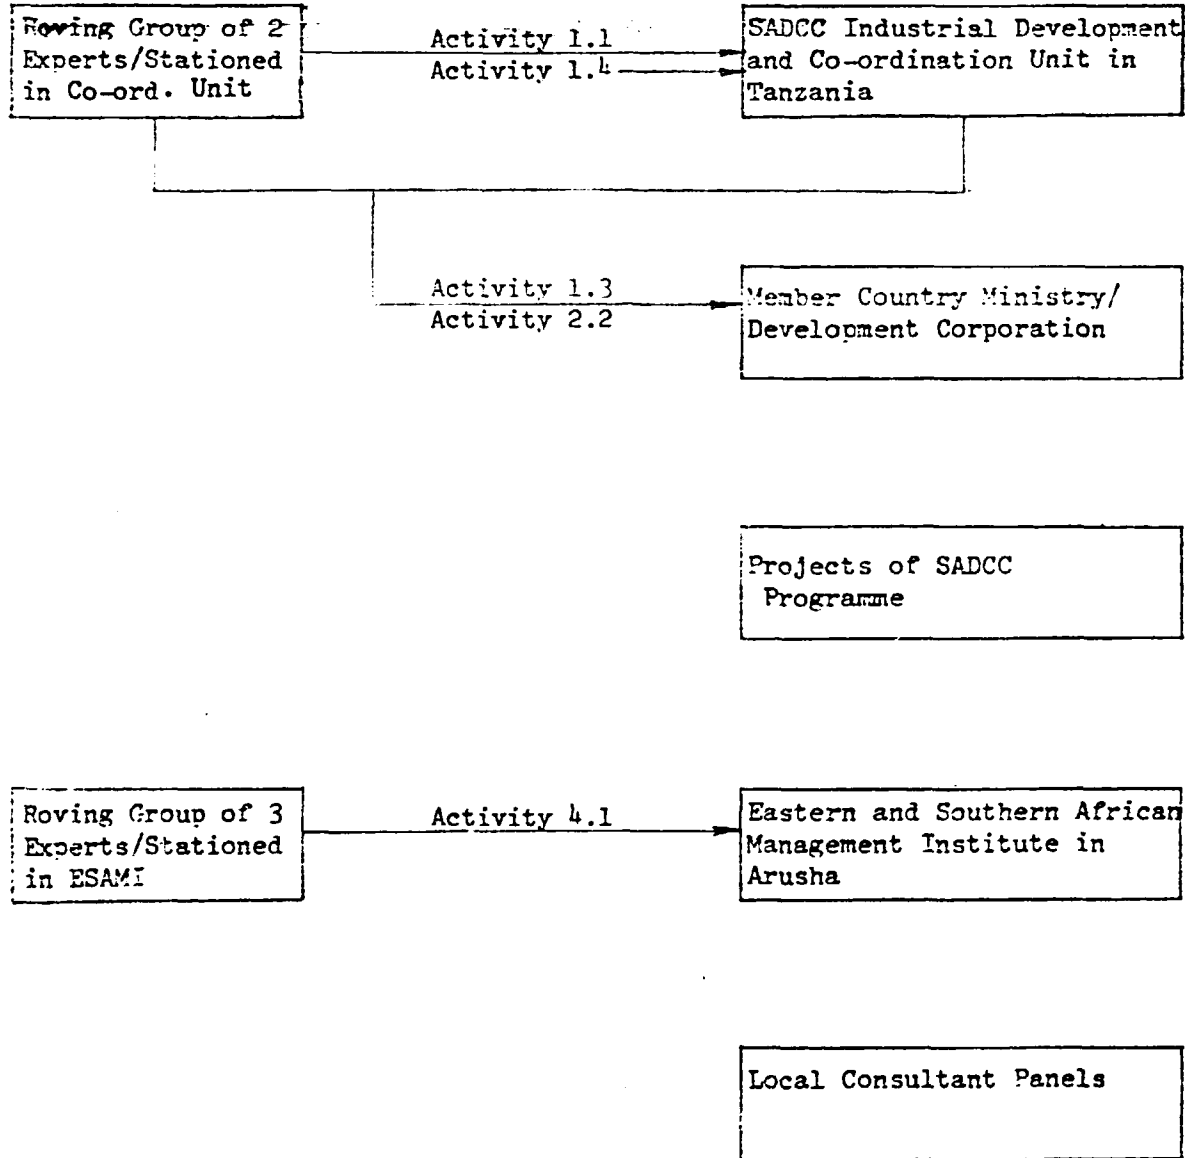 Roving Group of 2
Experts/Stationed
in Co-ord. Unit
Activity 1.1
Activity 1.4
SADCC Industrial Development
and Co-ordination Unit in
Tanzania
Activity 1.3
Activity 2.2
Member Country Ministry/
Development Corporation
Projects of SADCC
Programme
Roving Group of 3
Experts/Stationed
in ESAMI
Activity 4.1
Eastern and Southern African
Management Institute in
Arusha
Local Consultant Panels